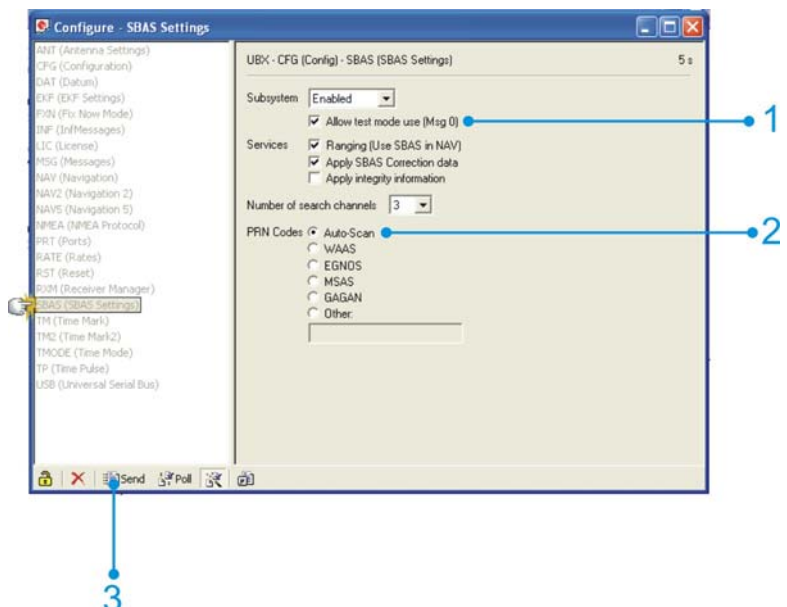 Configure - SBAS Settings
ANT (Antenna Settings)
CFG (Configuration)
DAT (Datum)
EKF (EKF Settings)
FXN (Fix Now Mode)
INF (InfMessages)
LIC (License)
MSG (Messages)
NAV (Navigation)
NAV2 (Navigation 2)
NAV5 (Navigation 5)
NMEA (NMEA Protocol)
PRT (Ports)
RATE (Rates)
RST (Reset)
RXM (Receiver Manager)
SBAS (SBAS Settings)
TM (Time Mark)
TM2 (Time Mark2)
TMODE (Time Mode)
TP (Time Pulse)
USB (Universal Serial Bus)
UBX - CFG (Config) - SBAS (SBAS Settings) 5 s
Subsystem Enabled
Allow test mode use (Msg 0) 1
Services Ranging (Use SBAS in NAV)
Apply SBAS Correction data
Apply integrity information
Number of search channels 3
PRN Codes Auto-Scan 2
WAAS
EGNOS
MSAS
GAGAN
Other:
Send Poll
3